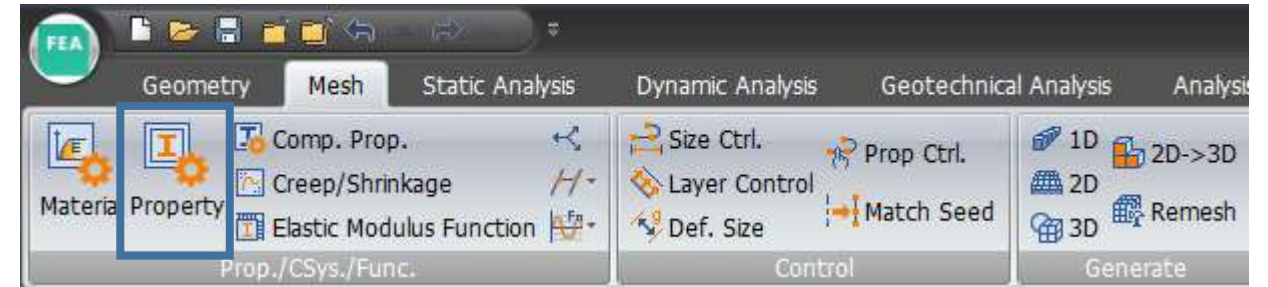 FEA
Geometry Mesh Static Analysis Dynamic Analysis Geotechnical Analysis Analysis
Comp. Prop. Size Ctrl. Prop Ctrl. 1D 2D->3D
Creep/Shrinkage Layer Control 2D
Materia Property Elastic Modulus Function Fn Def. Size Match Seed 3D Remesh
Prop./CSys./Func. Control Generate